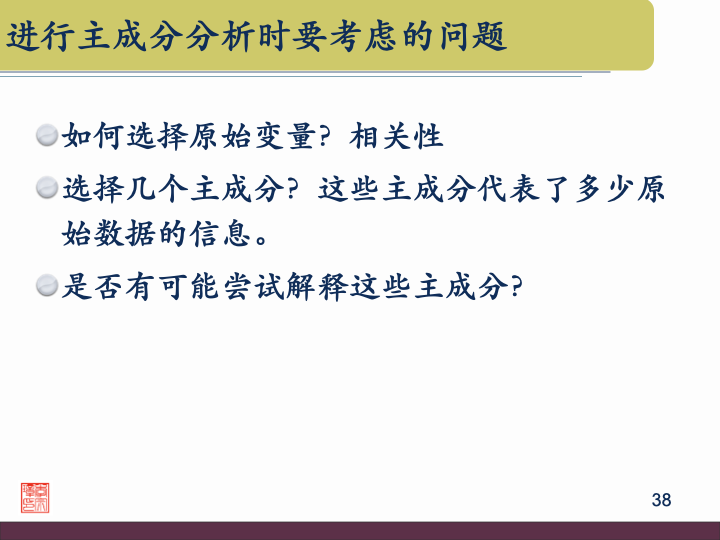 进行主成分分析时要考虑的问题
如何选择原始变量？相关性
选择几个主成分？这些主成分代表了多少原
始数据的信息。
是否有可能尝试解释这些主成分？
38